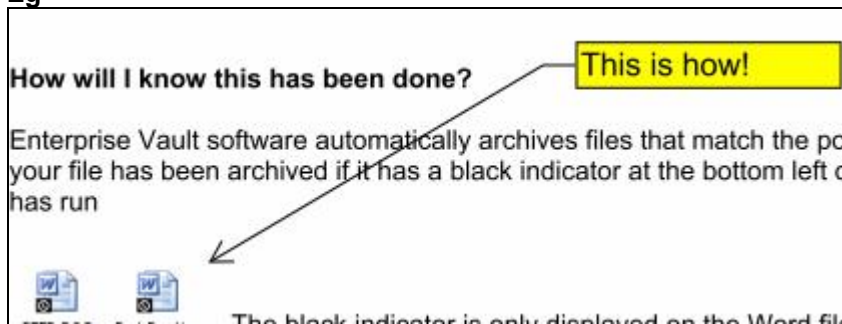 This is how!
How will I know this has been done?
Enterprise Vault software automatically archives files that match the po
your file has been archived if it has a black indicator at the bottom left o
has run
The black indicator is only displayed on the Word file